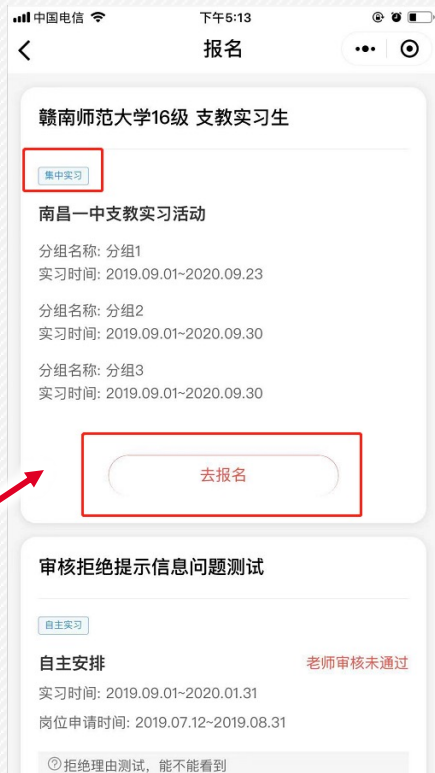 中国电信 下午5:13
报名
赣南师范大学16级 支教实习生
集中实习
南昌一中支教实习活动
分组名称: 分组1
实习时间: 2019.09.01~2020.09.23
分组名称: 分组2
实习时间: 2019.09.01~2020.09.30
分组名称: 分组3
实习时间: 2019.09.01~2020.09.30
去报名
审核拒绝提示信息问题测试
自主实习
自主安排 老师审核未通过
实习时间: 2019.09.01~2020.01.31
岗位申请时间: 2019.07.12~2019.08.31
?拒绝理由测试，能不能看到